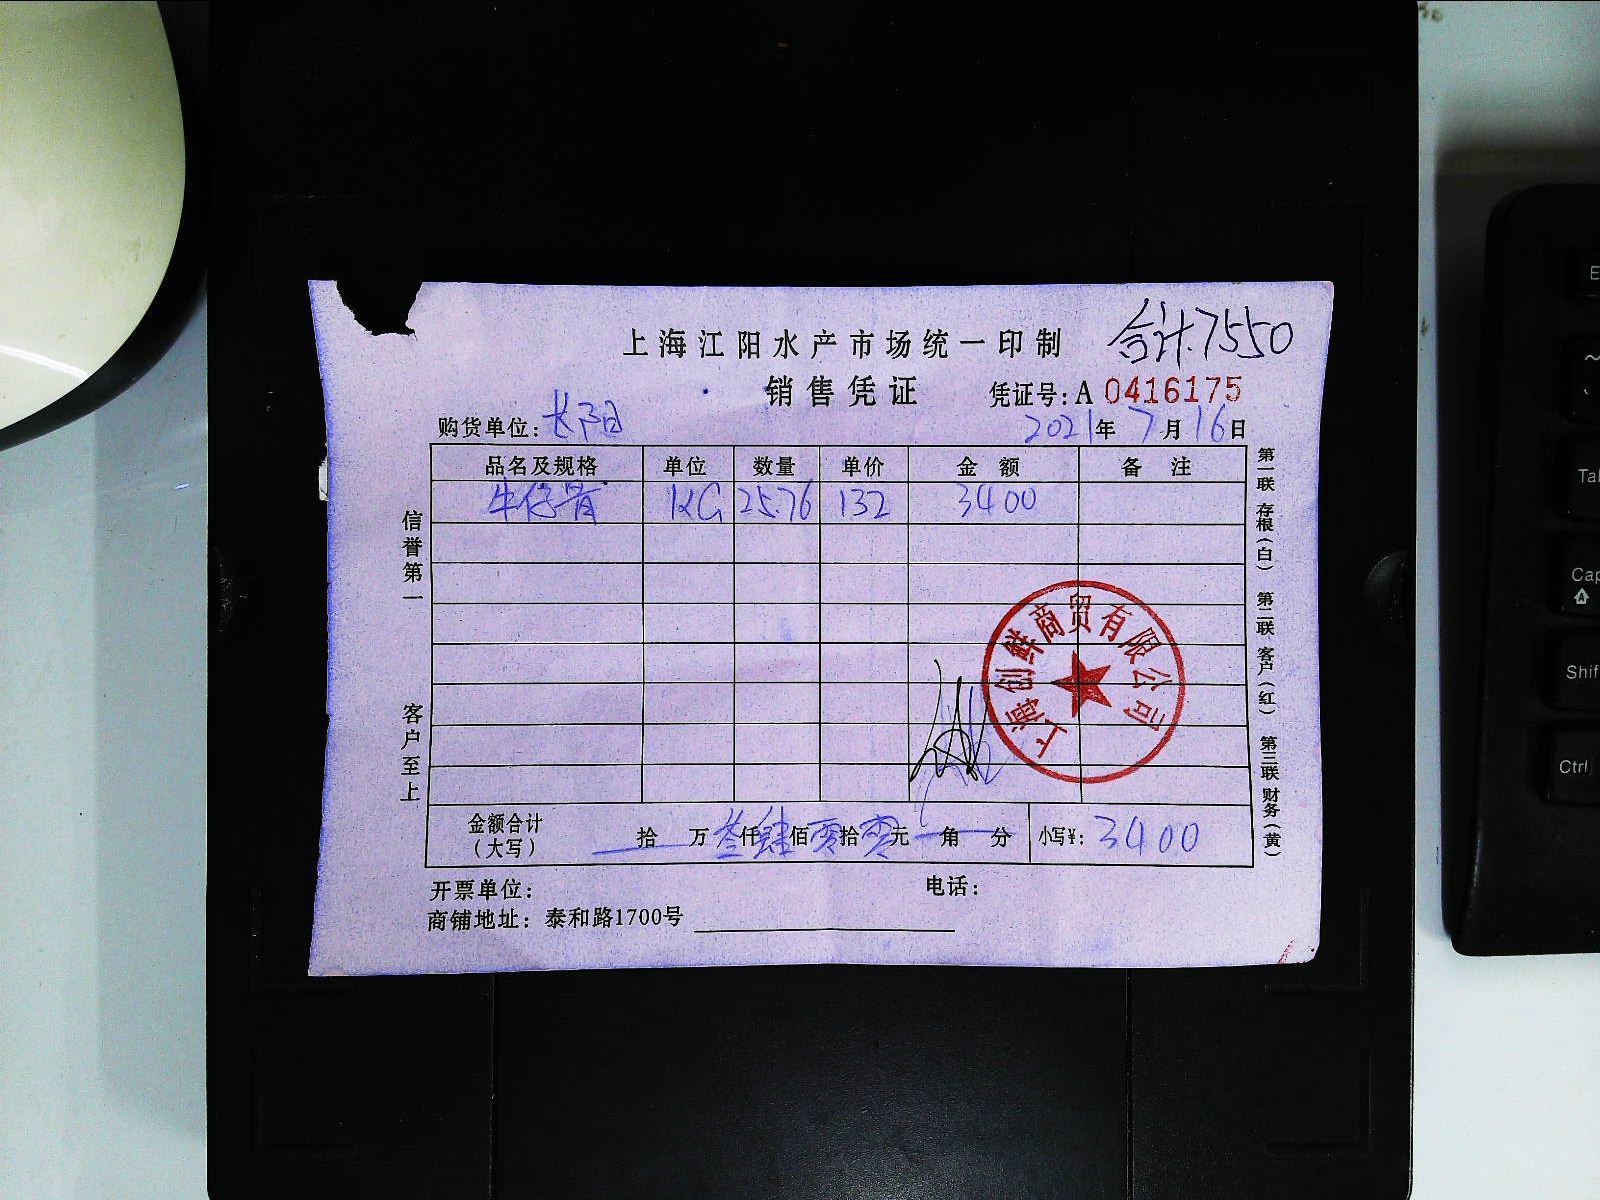 上海江阳水产市场统一印制
合计.7550
销售凭证
凭证号:A 0416175
购货单位:长阳
2021年7月16日
品名及规格 单位 数量 单价 金额 备注
牛仔骨 KG 25.76 132 3400
信誉第一 客户至上
第一联 存根(白) 第二联 客户(红) 第三联 财务(黄)
上海创鲜商贸有限公司
金额合计(大写) 拾 万 叁仟肆佰零拾零元 角 分 小写¥: 3400
开票单位: 电话:
商铺地址: 泰和路1700号
E
~
Tab
Cap
Shif
Ctrl